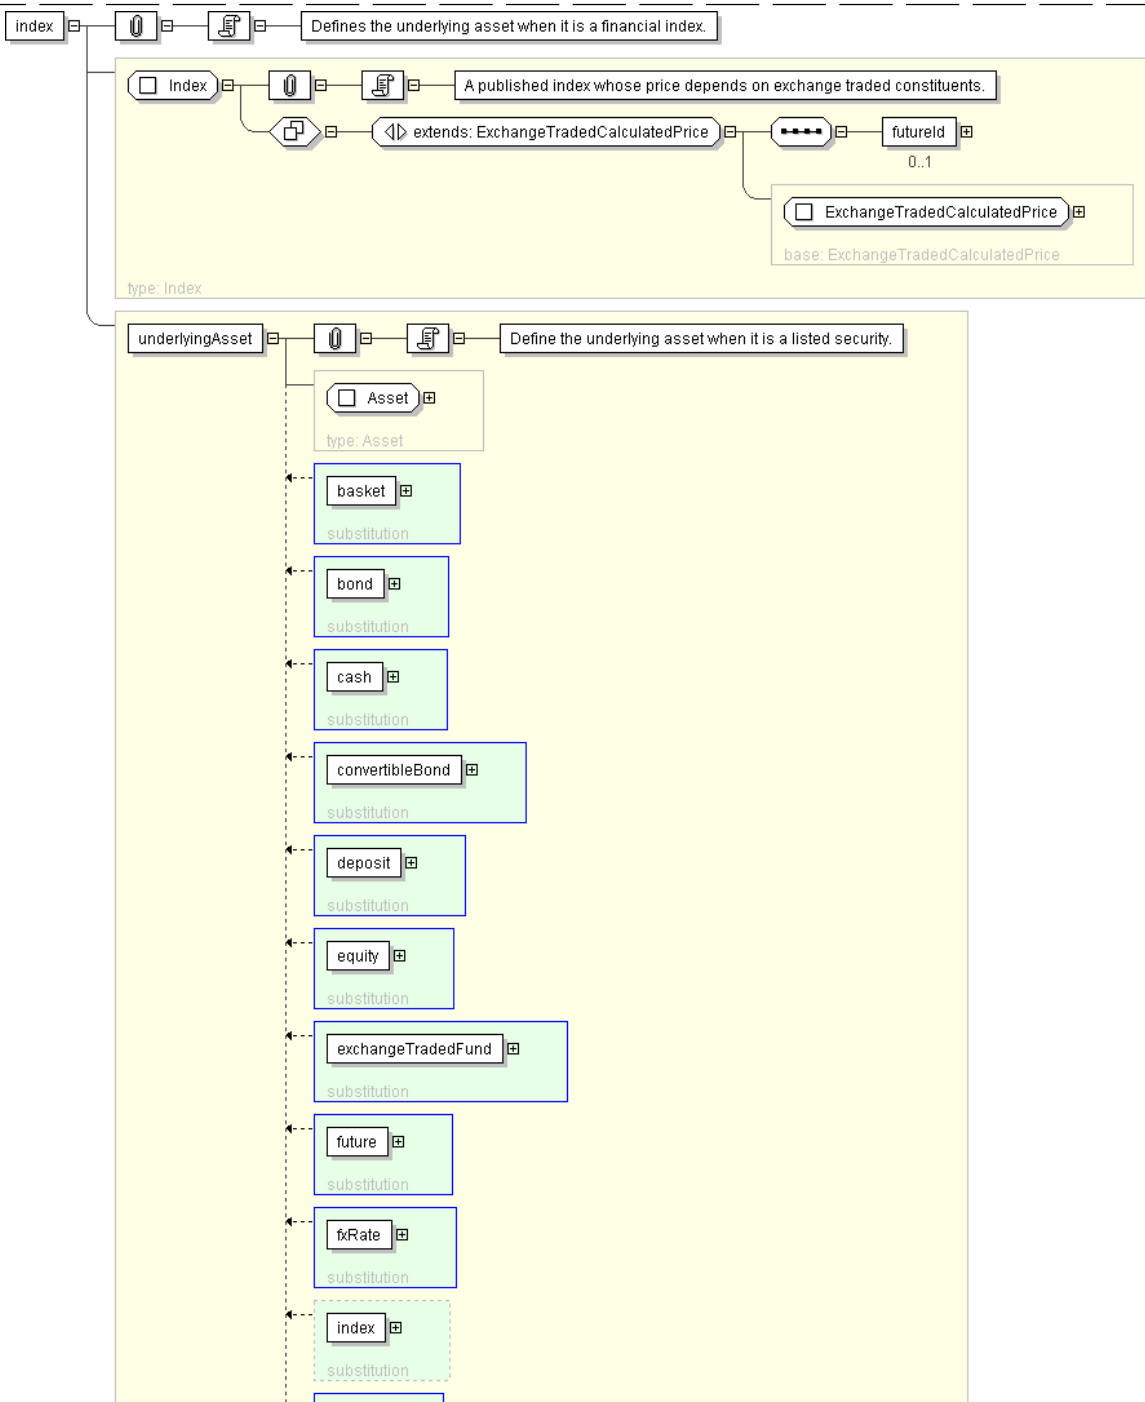 index Defines the underlying asset when it is a financial index.
Index A published index whose price depends on exchange traded constituents.
extends: ExchangeTradedCalculatedPrice futureId
0..1
ExchangeTradedCalculatedPrice
base: ExchangeTradedCalculatedPrice
type: Index
underlyingAsset Define the underlying asset when it is a listed security.
Asset
type: Asset
basket
substitution
bond
substitution
cash
substitution
convertibleBond
substitution
deposit
substitution
equity
substitution
exchangeTradedFund
substitution
future
substitution
fxRate
substitution
index
substitution